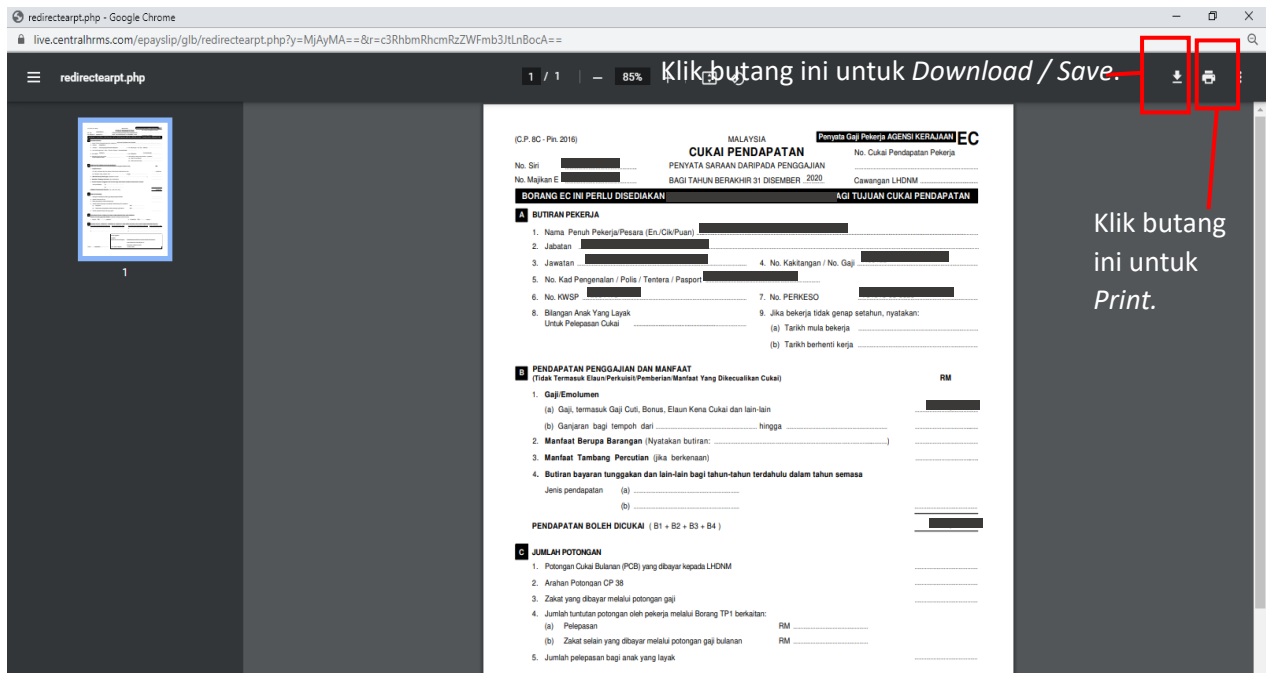 redirectearpt.php - Google Chrome
live.centralhrms.com/epayslip/glb/redirectearpt.php?y=MjAyMA==&r=c3RhbmRhcmRzZWFmb3JtLnBocA==
redirectearpt.php
1 / 1
85%
Klik butang ini untuk Download / Save.
1
Klik butang
ini untuk
Print.
(C.P. 8C - Pin. 2016)
MALAYSIA
Penyata Gaji Pekerja AGENSI KERAJAAN
EC
CUKAI PENDAPATAN
No. Cukai Pendapatan Pekerja
No. Siri
PENYATA SARAAN DARIPADA PENGGAJIAN
No. Majikan E
BAGI TAHUN BERAKHIR 31 DISEMBER 2020
Cawangan LHDNM
BORANG EC INI PERLU DISEDIAKAN
AGI TUJUAN CUKAI PENDAPATAN
A BUTIRAN PEKERJA
1. Nama Penuh Pekerja/Pesara (En./Cik/Puan)
2. Jabatan
3. Jawatan
4. No. Kakitangan / No. Gaji
5. No. Kad Pengenalan / Polis / Tentera / Pasport
6. No. KWSP
7. No. PERKESO
8. Bilangan Anak Yang Layak
Untuk Pelepasan Cukai
9. Jika bekerja tidak genap setahun, nyatakan:
(a) Tarikh mula bekerja
(b) Tarikh berhenti kerja
B PENDAPATAN PENGGAJIAN DAN MANFAAT
(Tidak Termasuk Elaun/Perkuisit/Pemberian/Manfaat Yang Dikecualikan Cukai)
RM
1. Gaji/Emolumen
(a) Gaji, termasuk Gaji Cuti, Bonus, Elaun Kena Cukai dan lain-lain
(b) Ganjaran bagi tempoh dari hingga
2. Manfaat Berupa Barangan (Nyatakan butiran: )
3. Manfaat Tambang Percutian (jika berkenaan)
4. Butiran bayaran tunggakan dan lain-lain bagi tahun-tahun terdahulu dalam tahun semasa
Jenis pendapatan (a)
(b)
PENDAPATAN BOLEH DICUKAI ( B1 + B2 + B3 + B4 )
C JUMLAH POTONGAN
1. Potongan Cukai Bulanan (PCB) yang dibayar kepada LHDNM
2. Arahan Potongan CP 38
3. Zakat yang dibayar melalui potongan gaji
4. Jumlah tuntutan potongan oleh pekerja melalui Borang TP1 berkaitan:
(a) Pelepasan RM
(b) Zakat selain yang dibayar melalui potongan gaji bulanan RM
5. Jumlah pelepasan bagi anak yang layak